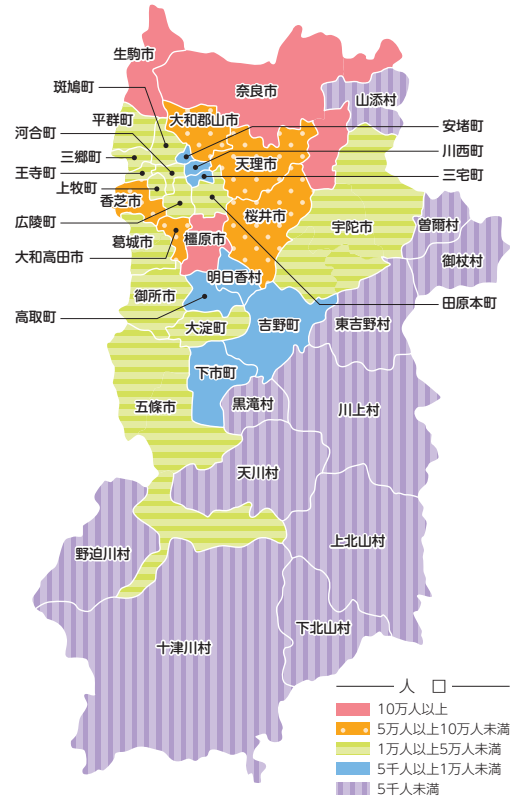 生駒市
奈良市
斑鳩町
山添村
平群町
大和郡山市
安堵町
河合町
川西町
三郷町
天理市
王寺町
三宅町
上牧町
香芝市
桜井市
広陵町
宇陀市
曽爾村
葛城市
橿原市
御杖村
大和高田市
明日香村
御所市
田原本町
高取町
大淀町
吉野町
東吉野村
下市町
五條市
黒滝村
川上村
天川村
上北山村
野迫川村
下北山村
十津川村
人 口
10万人以上
5万人以上10万人未満
1万人以上5万人未満
5千人以上1万人未満
5千人未満